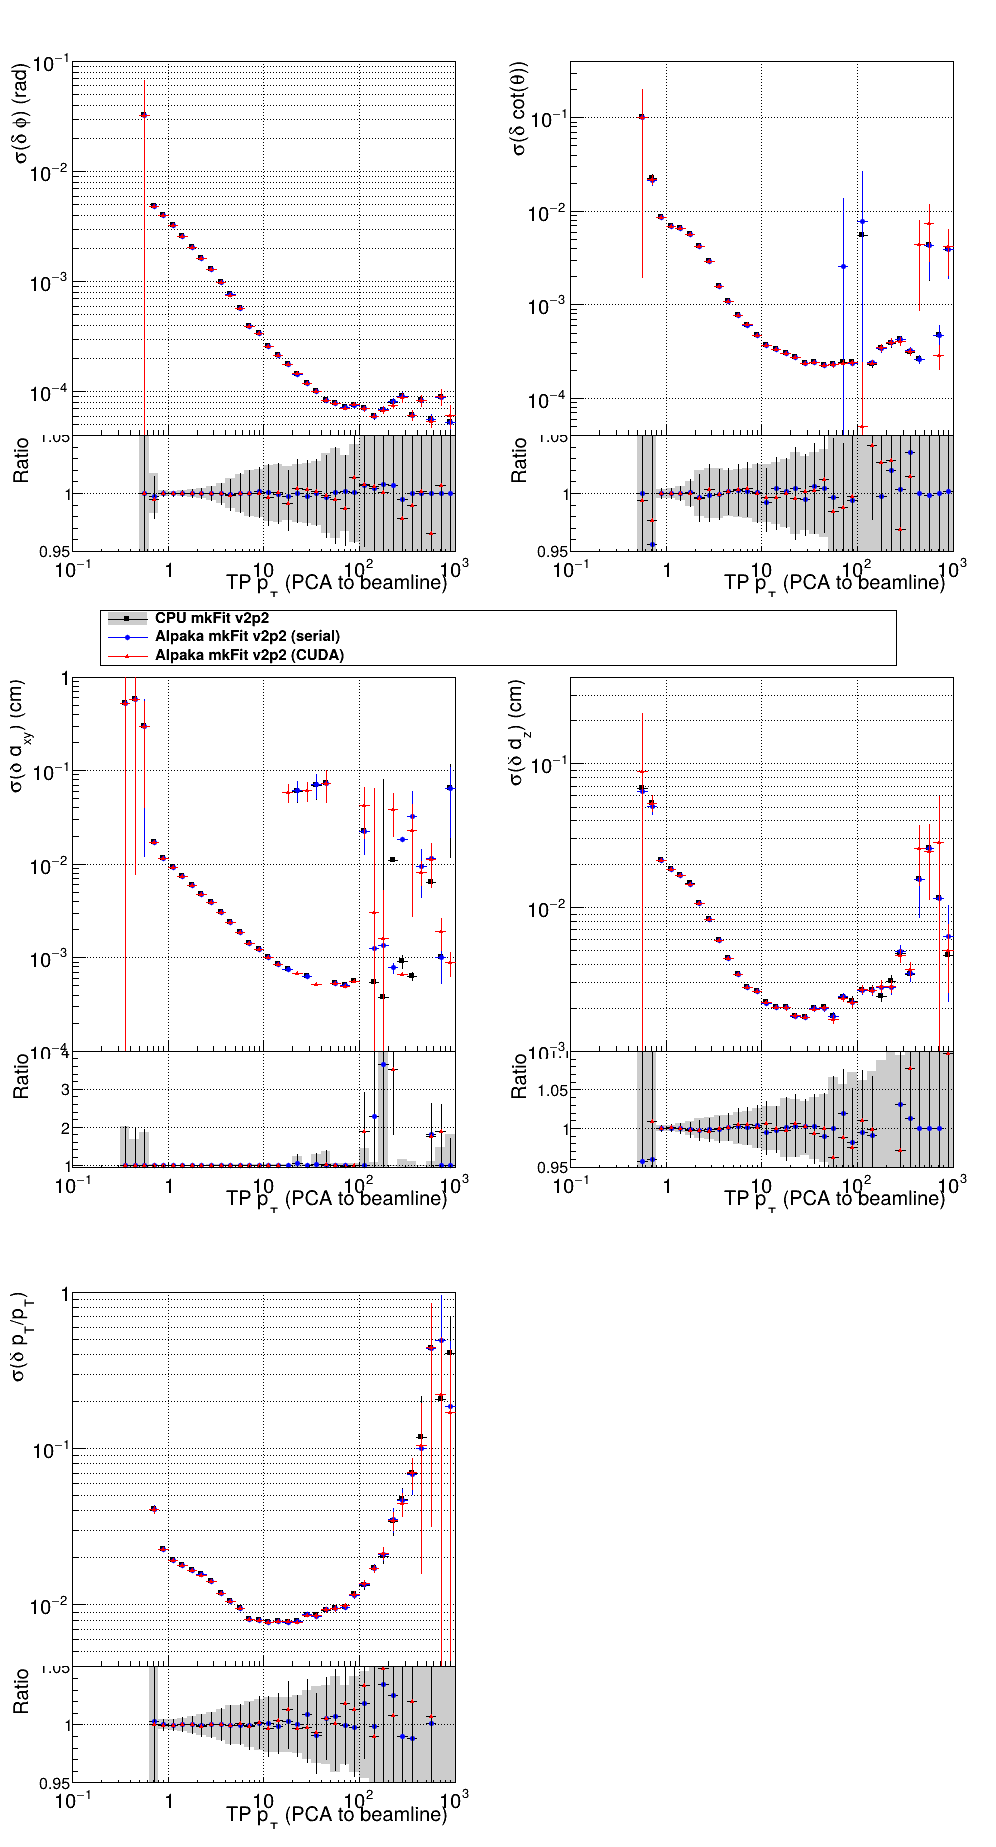 σ(δ φ) (rad)
10⁻¹
10⁻²
10⁻³
10⁻⁴
Ratio
1.05
1
0.95
10⁻¹ 1 10 10² 10³
TP p_T (PCA to beamline)
σ(δ cot(θ))
10⁻¹
10⁻²
10⁻³
10⁻⁴
Ratio
1.05
1
0.95
10⁻¹ 1 10 10² 10³
TP p_T (PCA to beamline)
CPU mkFit v2p2
Alpaka mkFit v2p2 (serial)
Alpaka mkFit v2p2 (CUDA)
σ(δ d_xy) (cm)
1
10⁻¹
10⁻²
10⁻³
10⁻⁴
Ratio
3
2
1
10⁻¹ 1 10 10² 10³
TP p_T (PCA to beamline)
σ(δ d_z) (cm)
10⁻¹
10⁻²
10⁻³
Ratio
1.05
1
0.95
10⁻¹ 1 10 10² 10³
TP p_T (PCA to beamline)
σ(δ p_T/p_T)
1
10⁻¹
10⁻²
Ratio
1.05
1
0.95
10⁻¹ 1 10 10² 10³
TP p_T (PCA to beamline)